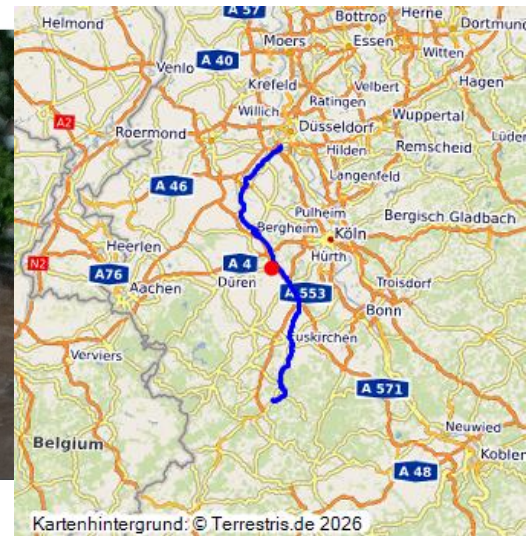 A 57
Bottrop
Herne
Dortmund
Moers
Essen
Witten
Venlo
A 40
Krefeld
Velbert
Hagen
Willich
Ratingen
A2
Roermond
Düsseldorf
Wuppertal
Lüde
Hilden
Remscheid
Langenfeld
A 46
Pulheim
Bergheim
Bergisch Gladbach
Köln
Heerlen
A 4
Hürth
N2
A76
Düren
Aachen
A 553
Troisdorf
Bonn
Euskirchen
Verviers
A 571
Neuwied
Belgium
A 48
Koblen
Helmond
Kartenhintergrund: © Terrestris.de 2026